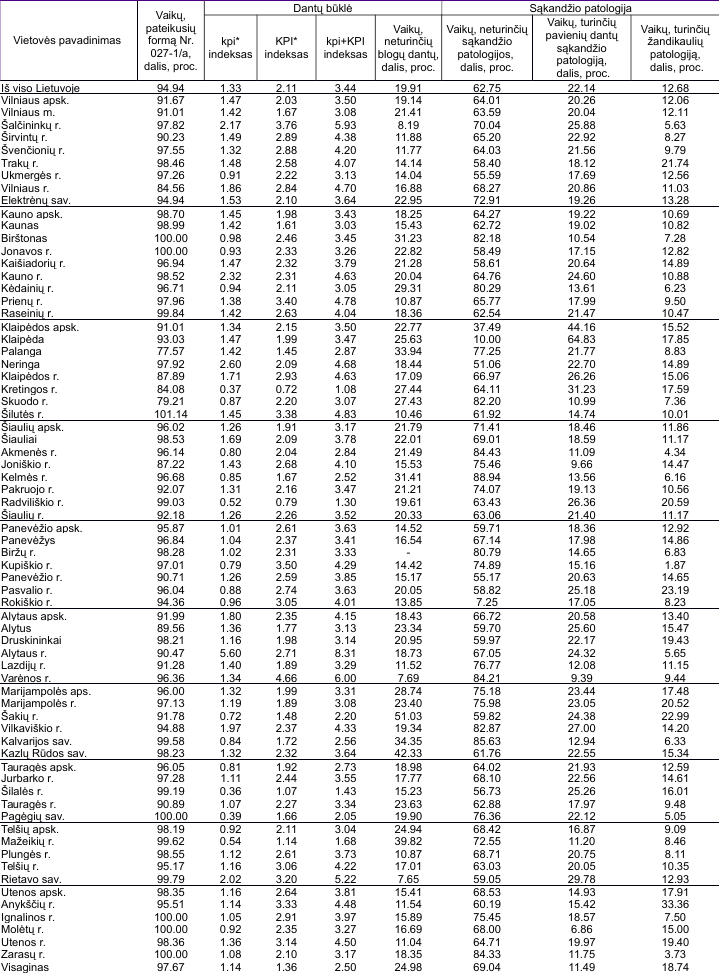 Vietovės pavadinimas
Vaikų, pateikusių formą Nr. 027-1/a, dalis, proc.
Dantų būklė
Sąkandžio patologija
kpi* indeksas
KPI* indeksas
kpi+KPI indeksas
Vaikų, neturinčių blogų dantų, dalis, proc.
Vaikų, neturinčių sąkandžio patologijos, dalis, proc.
Vaikų, turinčių pavienių dantų sąkandžio patologiją, dalis, proc.
Vaikų, turinčių žandikaulių patologiją, dalis, proc.
Iš viso Lietuvoje 94.94 1.33 2.11 3.44 19.91 62.75 22.14 12.68
Vilniaus apsk. 91.67 1.47 2.03 3.50 19.14 64.01 20.26 12.06
Vilniaus m. 91.01 1.42 1.67 3.08 21.41 63.59 20.04 12.11
Šalčininkų r. 97.82 2.17 3.76 5.93 8.19 70.04 25.88 5.63
Širvintų r. 90.23 1.49 2.89 4.38 11.88 65.20 22.92 8.27
Švenčionių r. 97.55 1.32 2.88 4.20 11.77 64.03 21.56 9.79
Trakų r. 98.46 1.48 2.58 4.07 14.14 58.40 18.12 21.74
Ukmergės r. 97.26 0.91 2.22 3.13 14.04 55.59 17.69 12.56
Vilniaus r. 84.56 1.86 2.84 4.70 16.88 68.27 20.86 11.03
Elektrėnų sav. 94.94 1.53 2.10 3.64 22.95 72.91 19.26 13.28
Kauno apsk. 98.70 1.45 1.98 3.43 18.25 64.27 19.22 10.69
Kaunas 98.99 1.42 1.61 3.03 15.43 62.72 19.02 10.82
Birštonas 100.00 0.98 2.46 3.45 31.23 82.18 10.54 7.28
Jonavos r. 100.00 0.93 2.33 3.26 22.82 58.49 17.15 12.82
Kaišiadorių r. 96.94 1.47 2.32 3.79 21.28 58.61 20.64 14.89
Kauno r. 98.52 2.32 2.31 4.63 20.04 64.76 24.60 10.88
Kėdainių r. 96.71 0.94 2.11 3.05 29.31 80.29 13.61 6.23
Prienų r. 97.96 1.38 3.40 4.78 10.87 65.77 17.99 9.50
Raseinių r. 99.84 1.42 2.63 4.04 18.36 62.54 21.47 10.47
Klaipėdos apsk. 91.01 1.34 2.15 3.50 22.77 37.49 44.16 15.52
Klaipėda 93.03 1.47 1.99 3.47 25.63 10.00 64.83 17.85
Palanga 77.57 1.42 1.45 2.87 33.94 77.25 21.77 8.83
Neringa 97.92 2.60 2.09 4.68 18.44 51.06 22.70 14.89
Klaipėdos r. 87.89 1.71 2.93 4.63 17.09 66.97 26.26 15.06
Kretingos r. 84.08 0.37 0.72 1.08 27.44 64.11 31.23 17.59
Skuodo r. 79.21 0.87 2.20 3.07 27.43 82.20 10.99 7.36
Šilutės r. 101.14 1.45 3.38 4.83 10.46 61.92 14.74 10.01
Šiaulių apsk. 96.02 1.26 1.91 3.17 21.79 71.41 18.46 11.86
Šiauliai 98.53 1.69 2.09 3.78 22.01 69.01 18.59 11.17
Akmenės r. 96.14 0.80 2.04 2.84 21.49 84.43 11.09 4.34
Joniškio r. 87.22 1.43 2.68 4.10 15.53 75.46 9.66 14.47
Kelmės r. 96.68 0.85 1.67 2.52 31.41 88.94 13.56 6.16
Pakruojo r. 92.07 1.31 2.16 3.47 21.21 74.07 19.13 10.56
Radviliškio r. 99.03 0.52 0.79 1.30 19.61 63.43 26.36 20.59
Šiaulių r. 92.18 1.26 2.26 3.52 20.33 63.06 21.40 11.17
Panevėžio apsk. 95.87 1.01 2.61 3.63 14.52 59.71 18.36 12.92
Panevėžys 96.84 1.04 2.37 3.41 16.54 67.14 17.98 14.86
Biržų r. 98.28 1.02 2.31 3.33 - 80.79 14.65 6.83
Kupiškio r. 97.01 0.79 3.50 4.29 14.42 74.89 15.16 1.87
Panevėžio r. 90.71 1.26 2.59 3.85 15.17 55.17 20.63 14.65
Pasvalio r. 96.04 0.88 2.74 3.63 20.05 58.82 25.18 23.19
Rokiškio r. 94.36 0.96 3.05 4.01 13.85 7.25 17.05 8.23
Alytaus apsk. 91.99 1.80 2.35 4.15 18.43 66.72 20.58 13.40
Alytus 89.56 1.36 1.77 3.13 23.34 59.70 25.60 15.47
Druskininkai 98.21 1.16 1.98 3.14 20.95 59.97 22.17 19.43
Alytaus r. 90.47 5.60 2.71 8.31 18.73 67.05 24.32 5.65
Lazdijų r. 91.28 1.40 1.89 3.29 11.52 76.77 12.08 11.15
Varėnos r. 96.36 1.34 4.66 6.00 7.69 84.21 9.39 9.44
Marijampolės aps. 96.00 1.32 1.99 3.31 28.74 75.18 23.44 17.48
Marijampolės r. 97.13 1.19 1.89 3.08 23.40 75.98 23.05 20.52
Šakių r. 91.78 0.72 1.48 2.20 51.03 59.82 24.38 22.99
Vilkaviškio r. 94.88 1.97 2.37 4.33 19.34 82.87 27.00 14.20
Kalvarijos sav. 99.58 0.84 1.72 2.56 34.35 85.63 12.94 6.33
Kazlų Rūdos sav. 98.23 1.32 2.32 3.64 42.33 61.76 22.55 15.34
Tauragės apsk. 96.05 0.81 1.92 2.73 18.98 64.02 21.93 12.59
Jurbarko r. 97.28 1.11 2.44 3.55 17.77 68.10 22.56 14.61
Šilalės r. 99.19 0.36 1.07 1.43 15.23 56.73 25.26 16.01
Tauragės r. 90.89 1.07 2.27 3.34 23.63 62.88 17.97 9.48
Pagėgių sav. 100.00 0.39 1.66 2.05 19.90 76.36 22.12 5.05
Telšių apsk. 98.19 0.92 2.11 3.04 24.94 68.42 16.87 9.09
Mažeikių r. 99.62 0.54 1.14 1.68 39.82 72.55 11.20 8.46
Plungės r. 98.55 1.12 2.61 3.73 10.87 68.71 20.75 8.11
Telšių r. 95.17 1.16 3.06 4.22 17.01 63.03 20.05 10.35
Rietavo sav. 99.79 2.02 3.20 5.22 7.65 59.05 29.78 12.93
Utenos apsk. 98.35 1.16 2.64 3.81 15.41 68.53 14.93 17.91
Anykščių r. 95.51 1.14 3.33 4.48 11.54 60.19 15.42 33.36
Ignalinos r. 100.00 1.05 2.91 3.97 15.89 75.45 18.57 7.50
Molėtų r. 100.00 0.92 2.35 3.27 16.69 68.00 6.86 15.00
Utenos r. 98.36 1.36 3.14 4.50 11.04 64.71 19.97 19.40
Zarasų r. 100.00 1.08 2.10 3.17 18.35 84.33 11.75 3.73
Visaginas 97.67 1.14 1.36 2.50 24.98 69.04 11.49 18.74